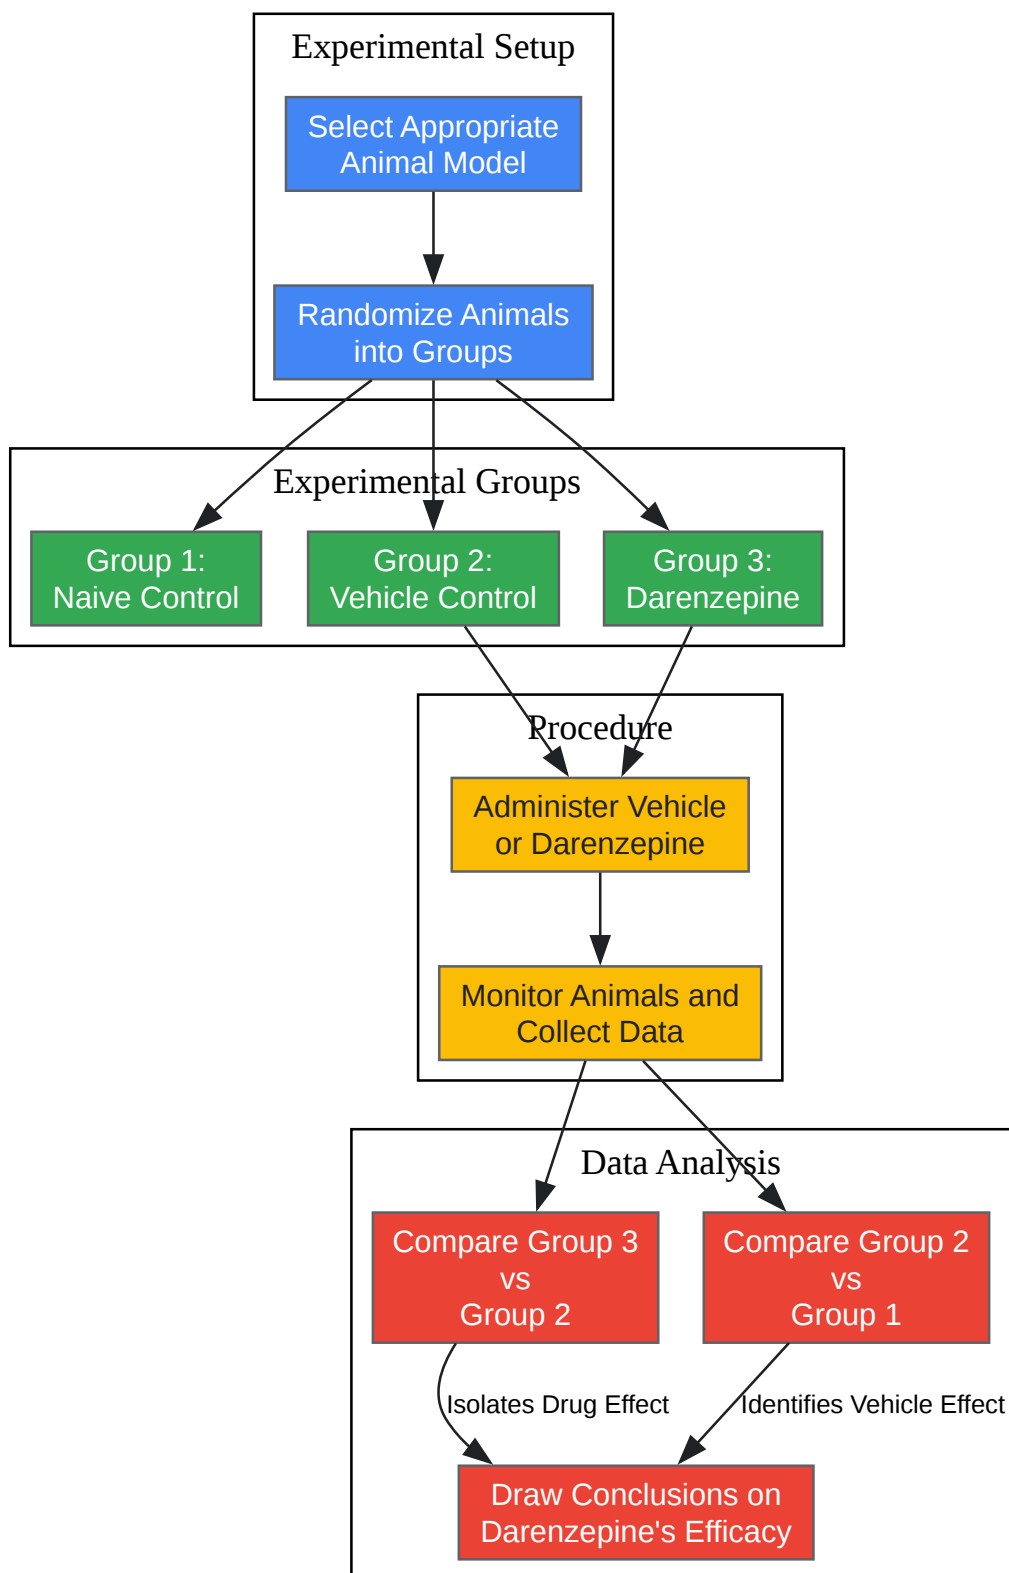 Experimental Setup
Select Appropriate
Animal Model
Randomize Animals
into Groups
Experimental Groups
Group 1:
Naive Control
Group 2:
Vehicle Control
Group 3:
Darenzepine
Procedure
Administer Vehicle
or Darenzepine
Monitor Animals and
Collect Data
Data Analysis
Compare Group 3
vs
Group 2
Compare Group 2
vs
Group 1
Isolates Drug Effect
Identifies Vehicle Effect
Draw Conclusions on
Darenzepine's Efficacy